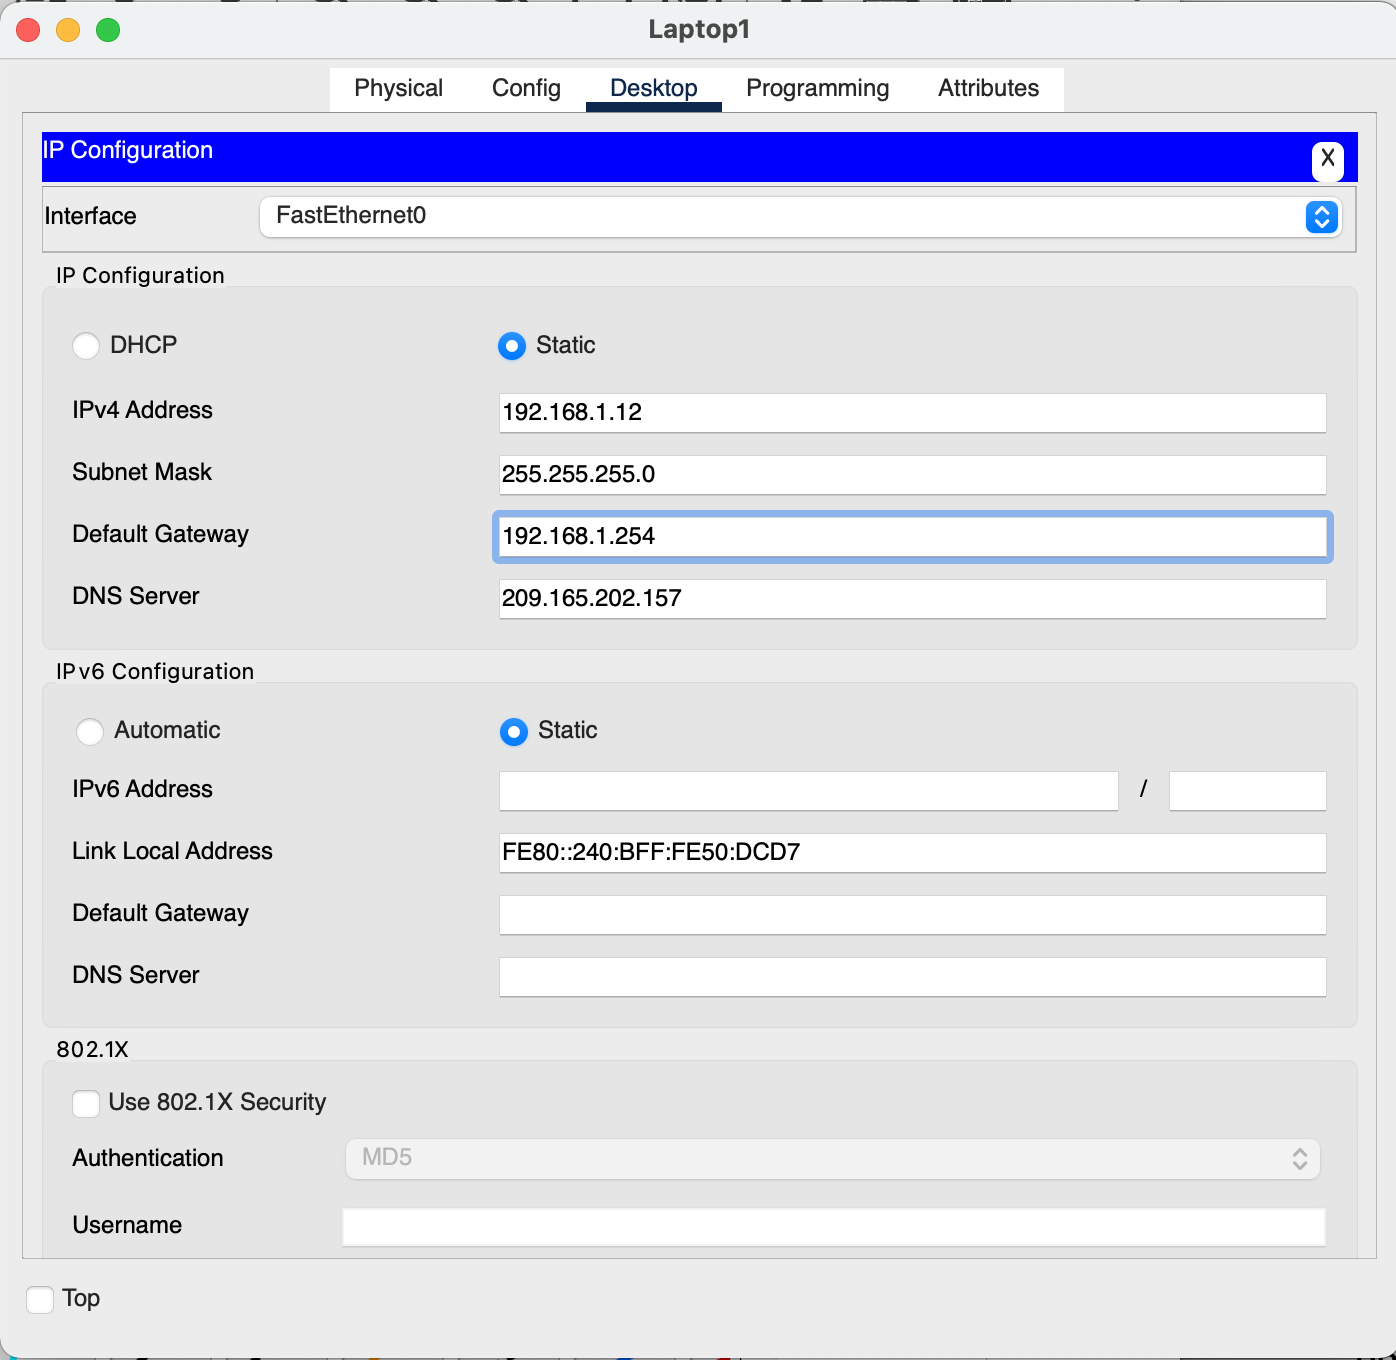 Laptop1
Physical Config Desktop Programming Attributes
IP Configuration
X
Interface FastEthernet0
IP Configuration
DHCP Static
IPv4 Address 192.168.1.12
Subnet Mask 255.255.255.0
Default Gateway 192.168.1.254
DNS Server 209.165.202.157
IPv6 Configuration
Automatic Static
IPv6 Address /
Link Local Address FE80::240:BFF:FE50:DCD7
Default Gateway
DNS Server
802.1X
Use 802.1X Security
Authentication MD5
Username
Top